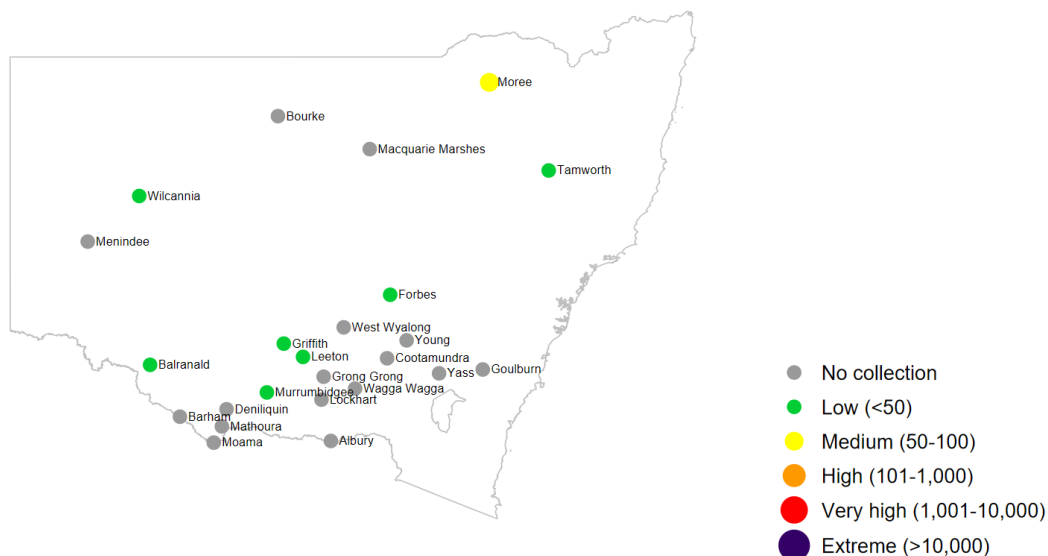 Moree
Bourke
Macquarie Marshes
Tamworth
Wilcannia
Menindee
Forbes
West Wyalong
Young
Griffith
Leeton
Cootamundra
Balranald
Goulburn
Yass
Grong Grong
Wagga Wagga
Murrumbidgee
Lockhart
Deniliquin
Barham
Mathoura
Moama
Albury
No collection
Low (<50)
Medium (50-100)
High (101-1,000)
Very high (1,001-10,000)
Extreme (>10,000)